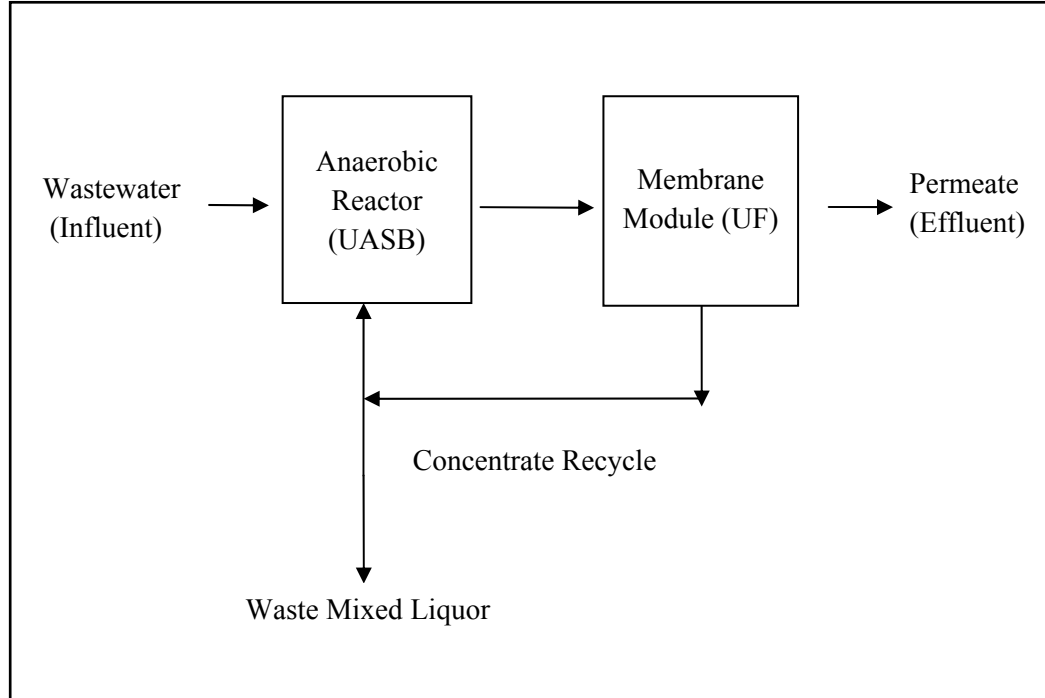 Wastewater
(Influent)
Anaerobic
Reactor
(UASB)
Membrane
Module (UF)
Permeate
(Effluent)
Concentrate Recycle
Waste Mixed Liquor